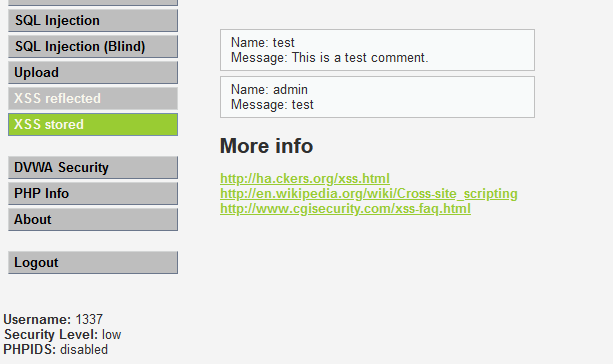 SQL Injection
SQL Injection (Blind)
Upload
XSS reflected
XSS stored
DVWA Security
PHP Info
About
Logout
Username: 1337
Security Level: low
PHPIDS: disabled
Name: test
Message: This is a test comment.
Name: admin
Message: test
More info
http://ha.ckers.org/xss.html
http://en.wikipedia.org/wiki/Cross-site_scripting
http://www.cgisecurity.com/xss-faq.html